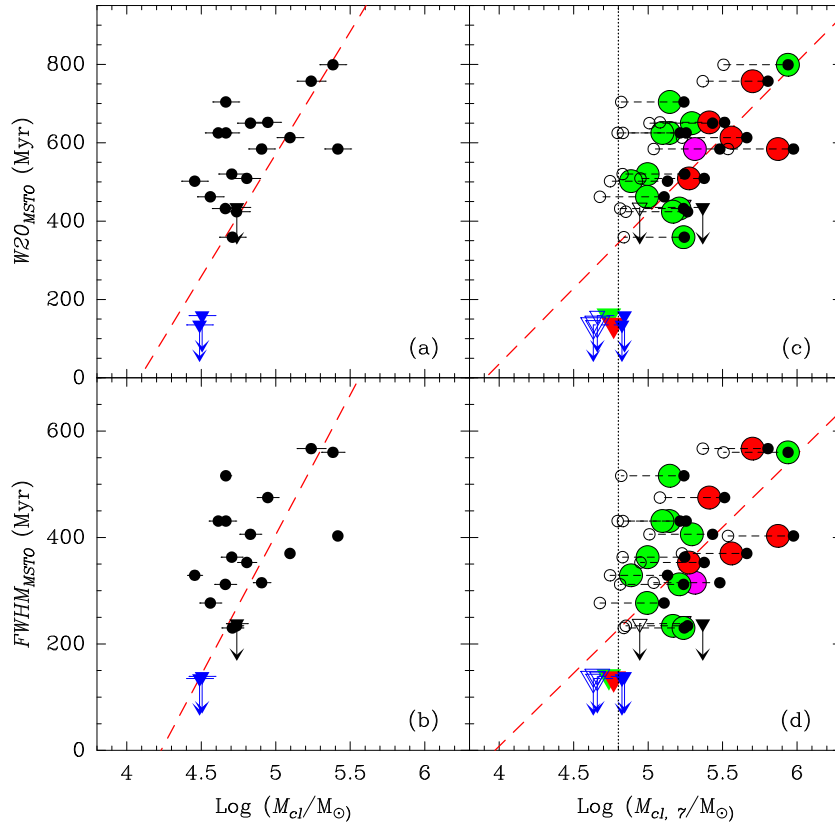 800
600
400
200
0
W20MSTO (Myr)
(a)
(c)
600
400
200
0
FWHMMSTO (Myr)
(b)
(d)
4
4.5
5
5.5
6
4
4.5
5
5.5
6
Log (Mcl/M⊙)
Log (Mcl, 7/M⊙)